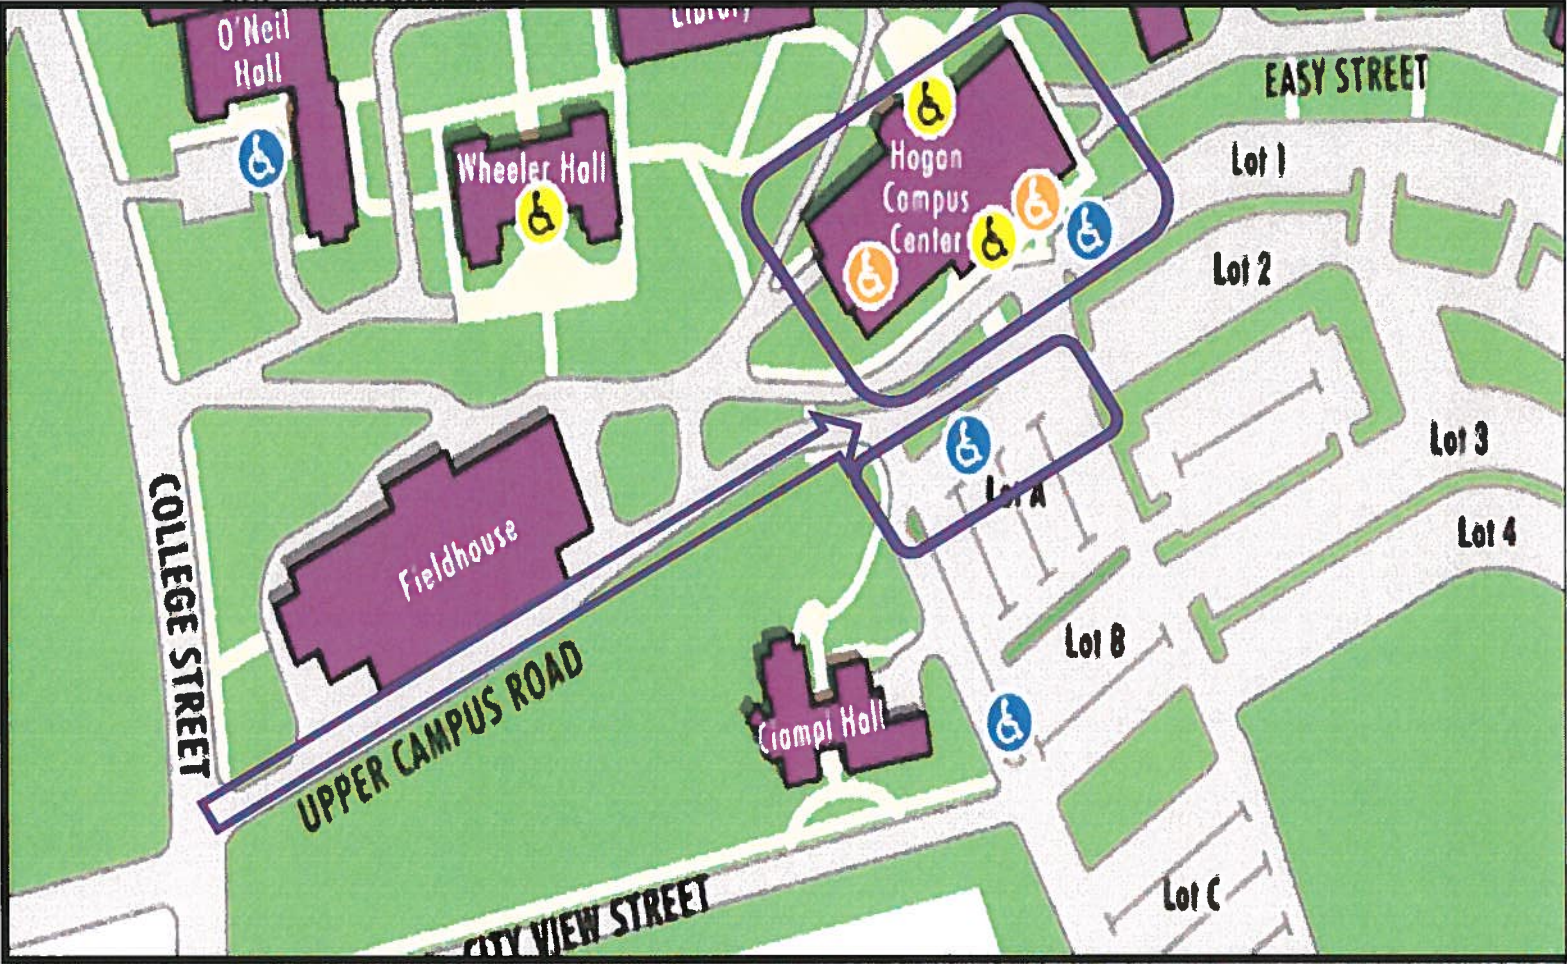 O'Neil
Hall
Library
EASY STREET
Wheeler Hall
Hogan
Campus
Center
Lot 1
Lot 2
Lot 3
Lot 4
Lot A
Lot B
Lot C
COLLEGE STREET
Fieldhouse
UPPER CAMPUS ROAD
Ciampi Hall
CITY VIEW STREET